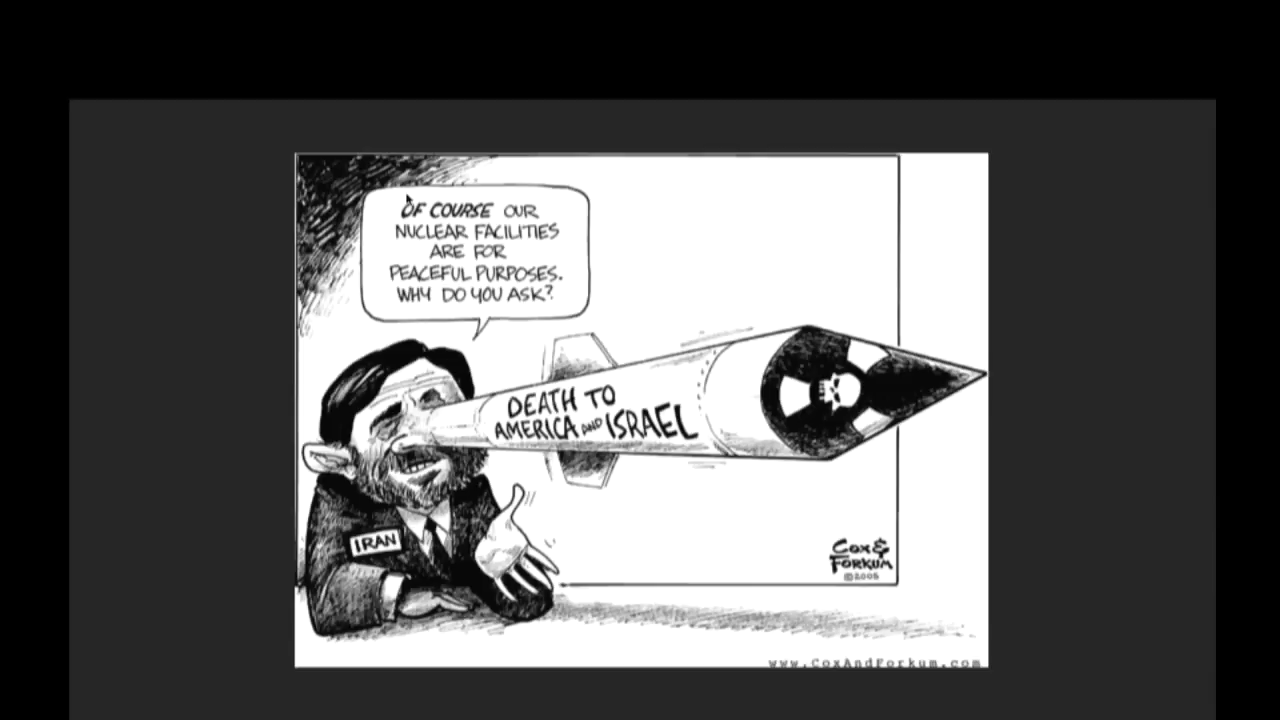 OF COURSE OUR
NUCLEAR FACILITIES
ARE FOR
PEACEFUL PURPOSES.
WHY DO YOU ASK?
DEATH TO
AMERICA AND ISRAEL
IRAN
COX &
FORKUM
©2005
www.CoxAndForkum.com